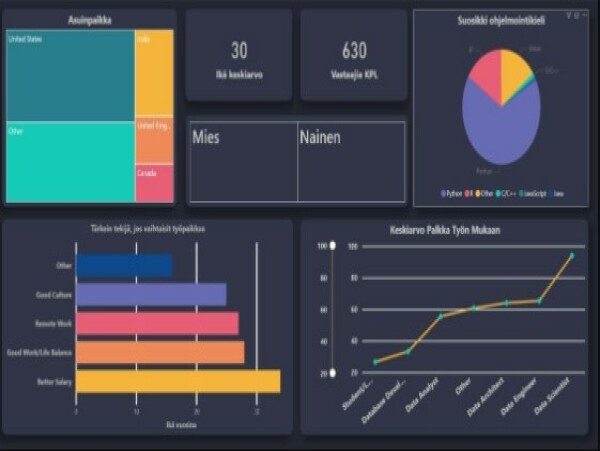 Asuinpaikka
United States
India
Other
United King
Canada
30
Ikä keskiarvo
630
Vastaajia KPL
Mies
Nainen
Suosikki ohjelmointikieli
R
Other
C/C++
Python
Python R Other C/C++ JavaScript Java
Tärkein tekijä, jos vaihtaisit työpaikkaa
Other
Good Culture
Remote Work
Good Work/Life Balance
Better Salary
0 10 20 30
Keskiarvo Palkka Työn Mukaan
100
80
60
40
20
100
80
60
40
20
Student/L...
Database Devel...
Data Analyst
Other
Data Architect
Data Engineer
Data Scientist